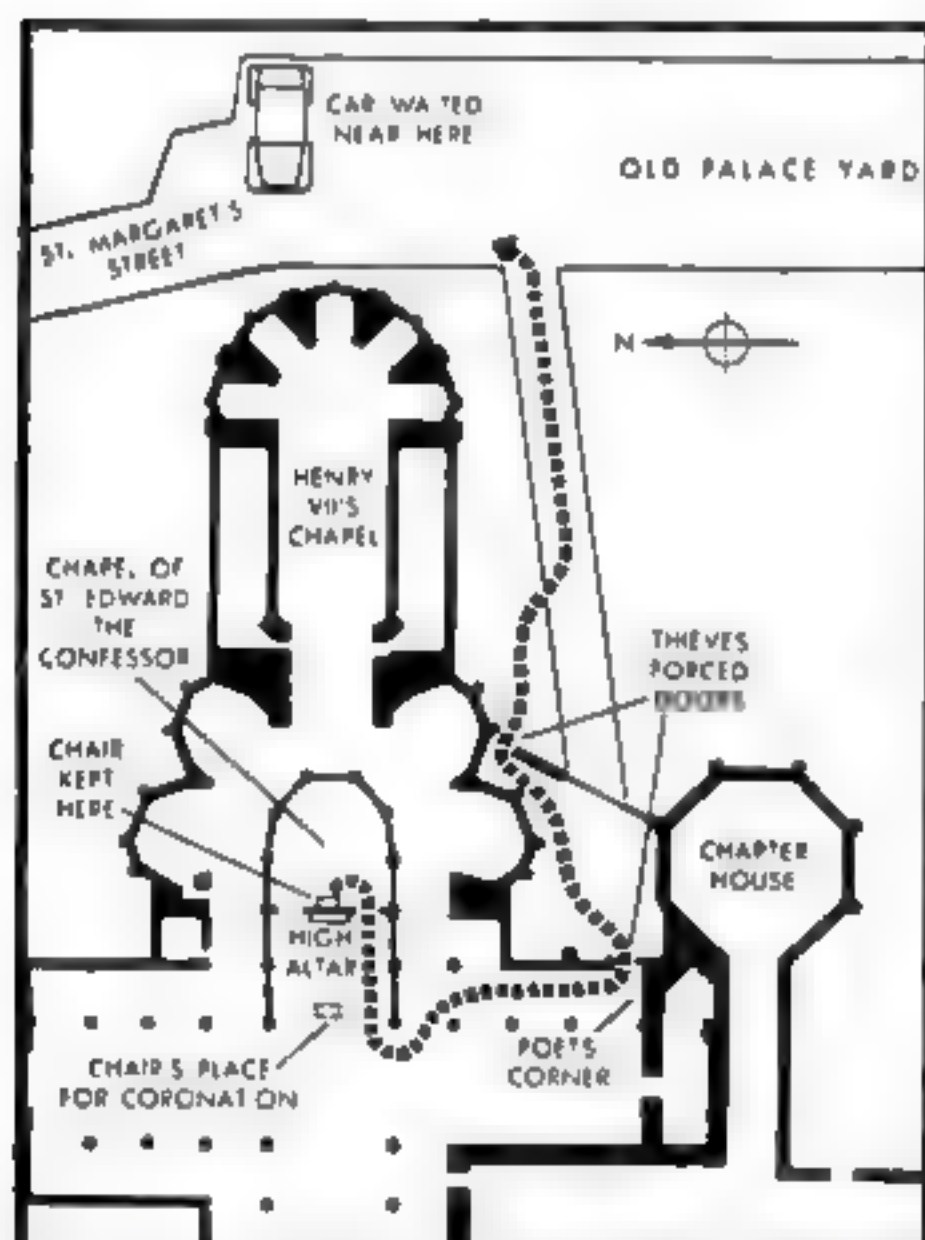 CAR WAITED
NEAR HERE
OLD PALACE YARD
ST. MARGARET'S
STREET
N
HENRY
VII'S
CHAPEL
CHAPEL OF
ST EDWARD
THE
CONFESSOR
THIEVES
FORCED
DOORS
CHAIR
KEPT
HERE
CHAPTER
HOUSE
HIGH
ALTAR
POETS
CORNER
CHAIR'S PLACE
FOR CORONATION